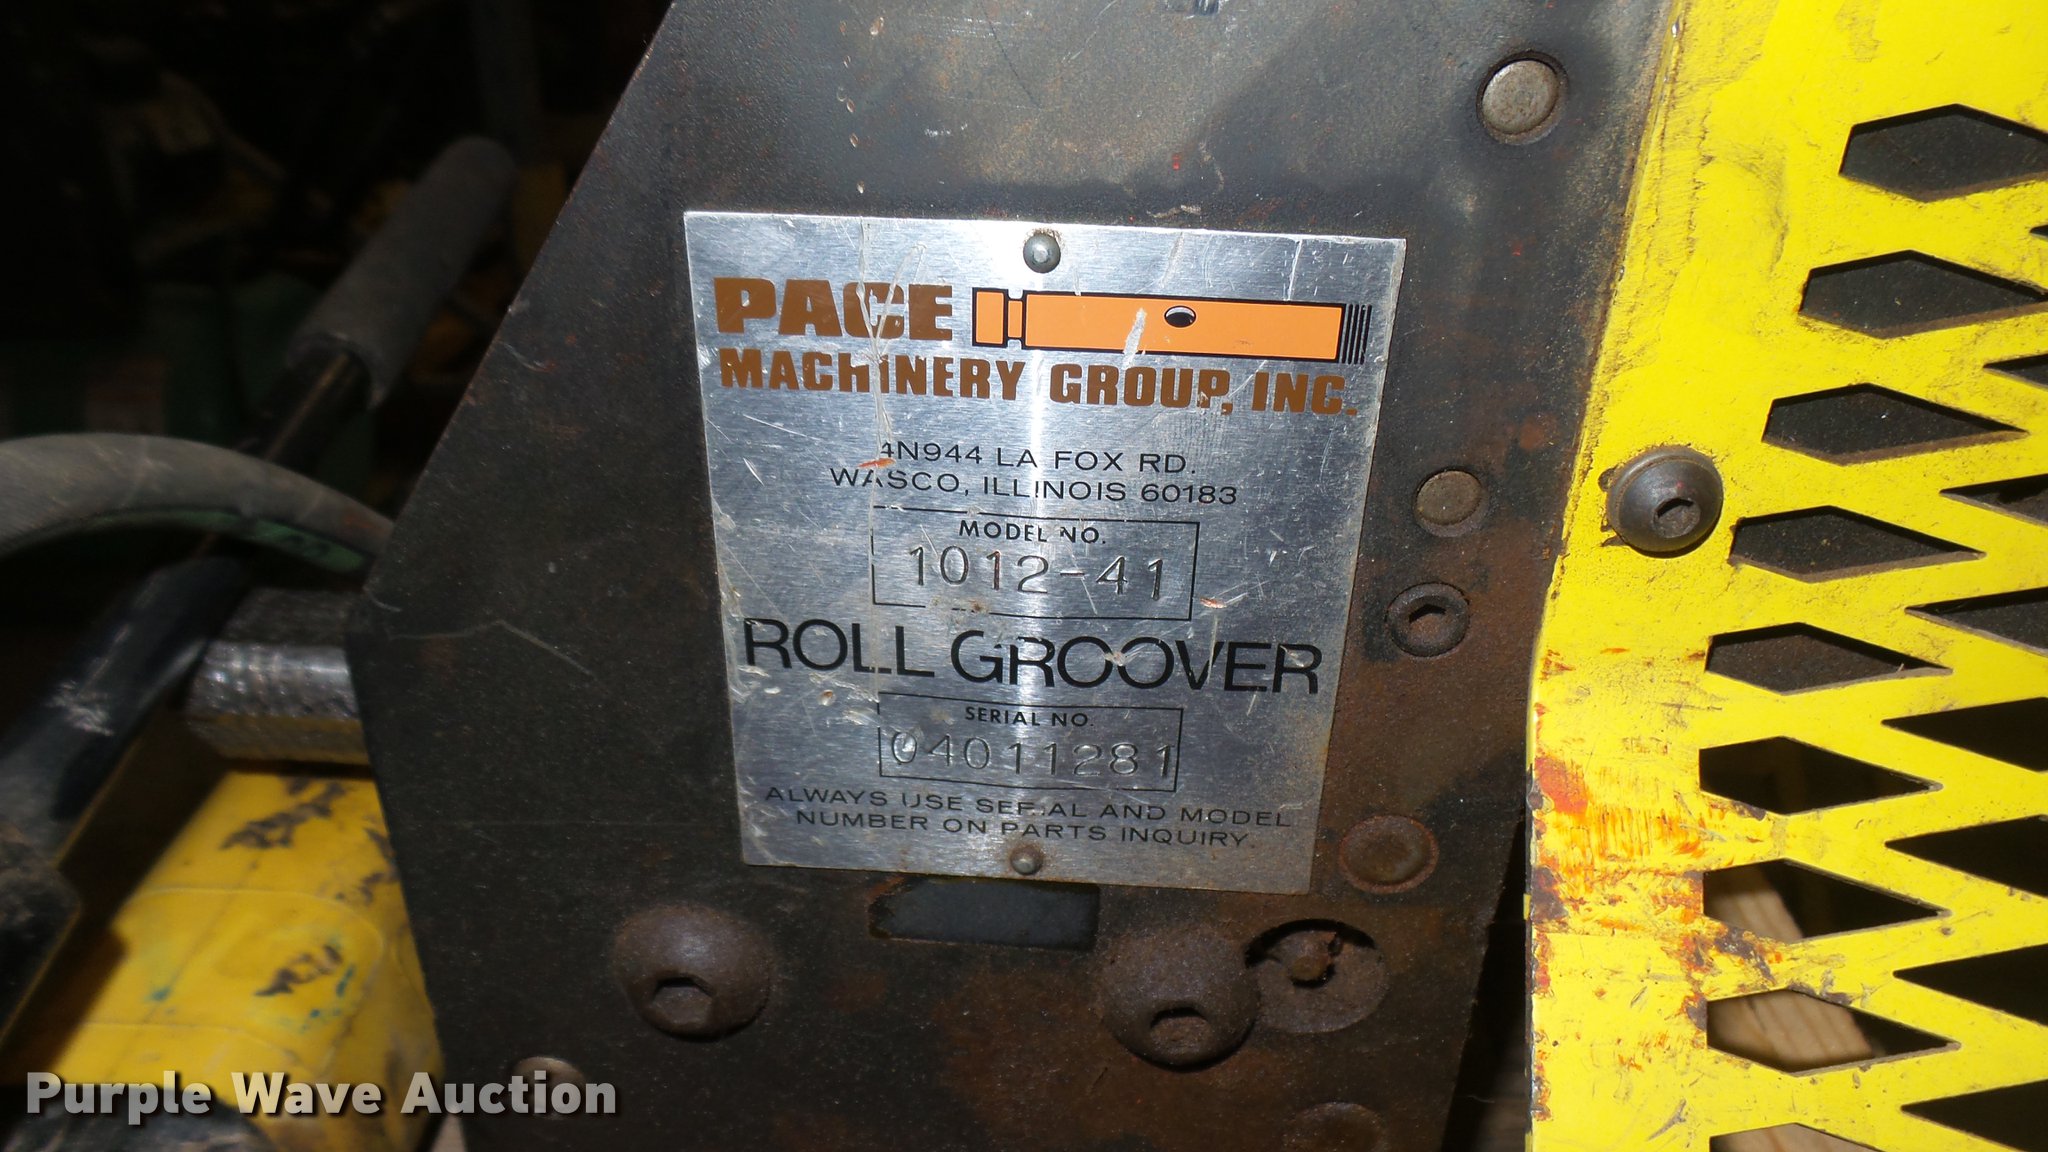 PACE
MACHINERY GROUP, INC.
4N944 LA FOX RD.
WASCO, ILLINOIS 60183
MODEL NO.
1012-41
ROLL GROOVER
SERIAL NO.
04011281
ALWAYS USE SERIAL AND MODEL
NUMBER ON PARTS INQUIRY.
Purple Wave Auction